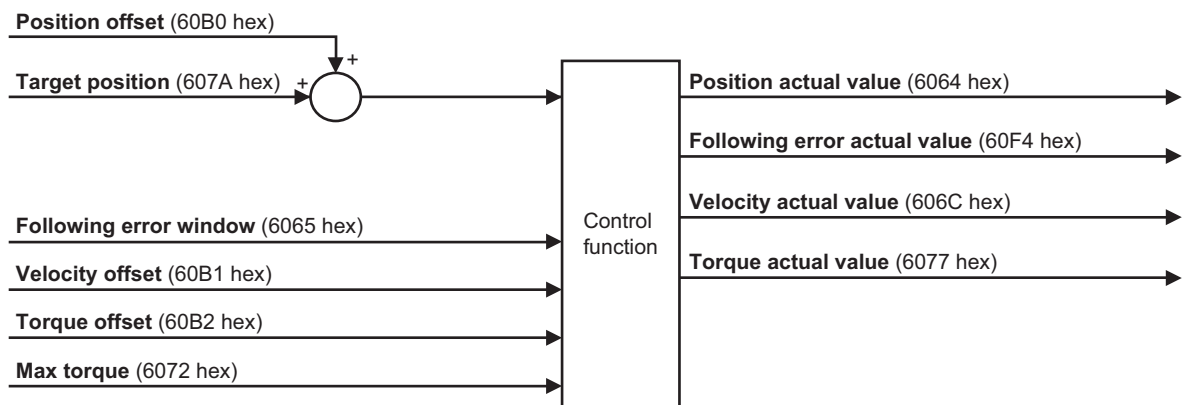 Position offset (60B0 hex)
+
Target position (607A hex)
+
Position actual value (6064 hex)
Following error actual value (60F4 hex)
Following error window (6065 hex)
Control
function
Velocity actual value (606C hex)
Velocity offset (60B1 hex)
Torque actual value (6077 hex)
Torque offset (60B2 hex)
Max torque (6072 hex)